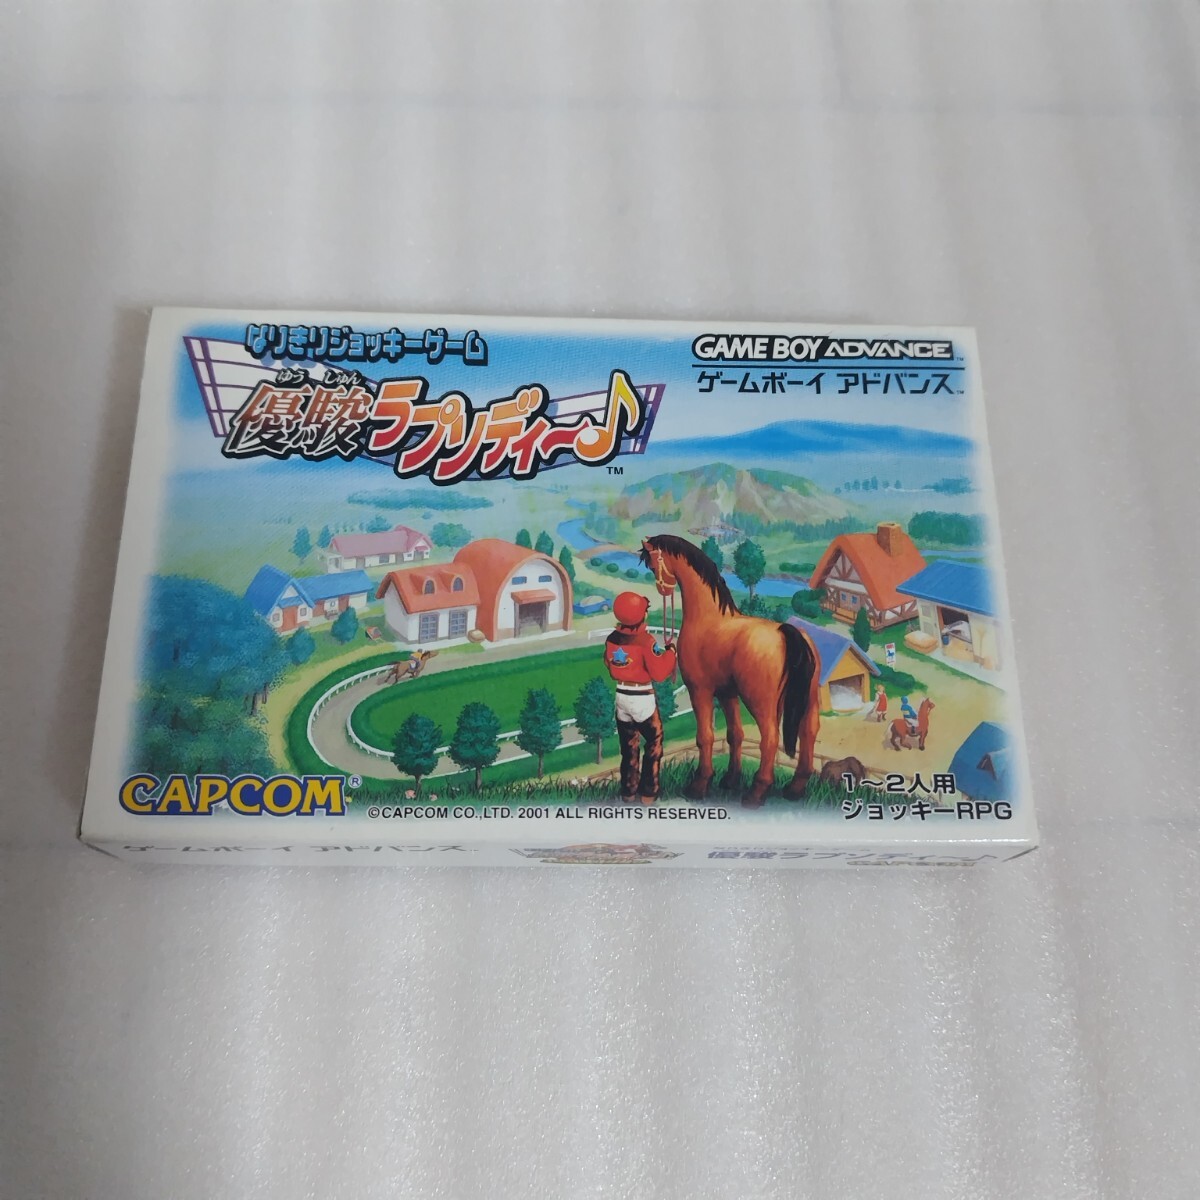 なりきりジョッキーゲーム
ゆう しゅん
優駿ラプソディー♪
TM
GAME BOY ADVANCE TM
ゲームボーイ アドバンス TM
1～2人用
ジョッキーRPG
CAPCOM®
©CAPCOM CO., LTD. 2001 ALL RIGHTS RESERVED.
ゲームボーイ アドバンス
優駿ラプソディー♪
CAPCOM